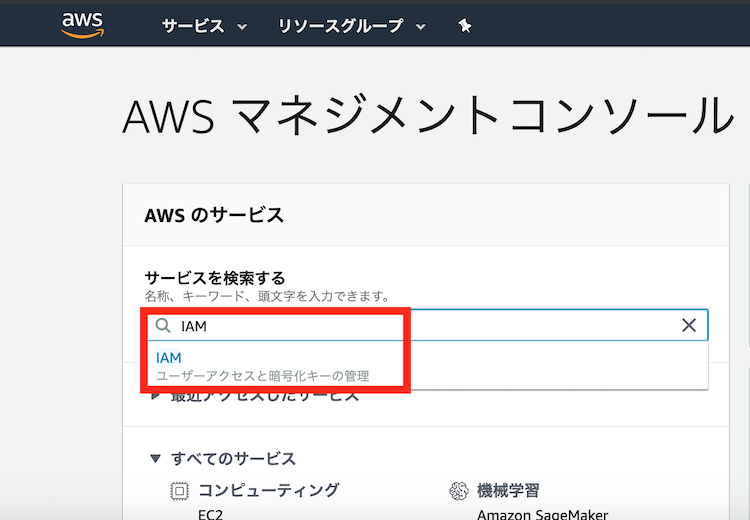 aws サービス リソースグループ
AWS マネジメントコンソール
AWS のサービス
サービスを検索する
名称、キーワード、頭文字を入力できます。
IAM
IAM
ユーザーアクセスと暗号化キーの管理
最近アクセスしたサービス
すべてのサービス
コンピューティング 機械学習
EC2 Amazon SageMaker